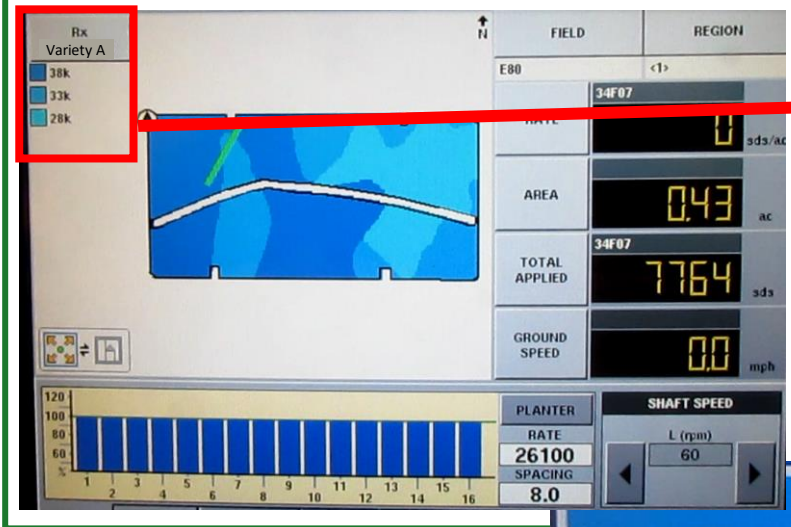 Rx
Variety A
38k
33k
28k
N
FIELD
REGION
E80
<1>
34F07
RATE
0
sds/ac
AREA
0.43
ac
34F07
TOTAL
APPLIED
7764
sds
GROUND
SPEED
0.0
mph
120
100
80
60
%
1
2
3
4
5
6
7
8
9
10
11
12
13
14
15
16
PLANTER
RATE
26100
SPACING
8.0
SHAFT SPEED
L (rpm)
60